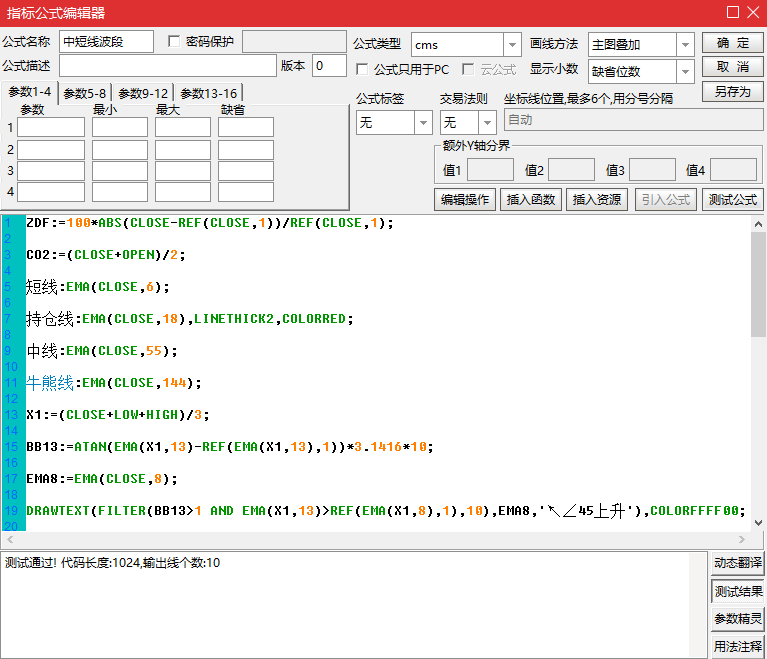 指标公式编辑器
公式名称 中短线波段 密码保护 公式类型 cms 画线方法 主图叠加 确 定
公式描述 版本 0 公式只用于PC 云公式 显示小数 缺省位数 取 消
参数1-4 参数5-8 参数9-12 参数13-16 公式标签 交易法则 坐标线位置,最多6个,用分号分隔 另存为
参数 最小 最大 缺省 无 无 自动
1
2
3
4
额外Y轴分界
值1 值2 值3 值4
编辑操作 插入函数 插入资源 引入公式 测试公式
1 ZDF:=100*ABS(CLOSE-REF(CLOSE,1))/REF(CLOSE,1);
2
3 CO2:=(CLOSE+OPEN)/2;
4
5 短线:EMA(CLOSE,6);
6
7 持仓线:EMA(CLOSE,18),LINETHICK2,COLORRED;
8
9 中线:EMA(CLOSE,55);
10
11 牛熊线:EMA(CLOSE,144);
12
13 X1:=(CLOSE+LOW+HIGH)/3;
14
15 BB13:=ATAN(EMA(X1,13)-REF(EMA(X1,13),1))*3.1416*10;
16
17 EMA8:=EMA(CLOSE,8);
18
19 DRAWTEXT(FILTER(BB13>1 AND EMA(X1,13)>REF(EMA(X1,8),1),10),EMA8,'↖∠45上升'),COLORFFFF00;
20
测试通过! 代码长度:1024,输出线个数:10
动态翻译
测试结果
参数精灵
用法注释